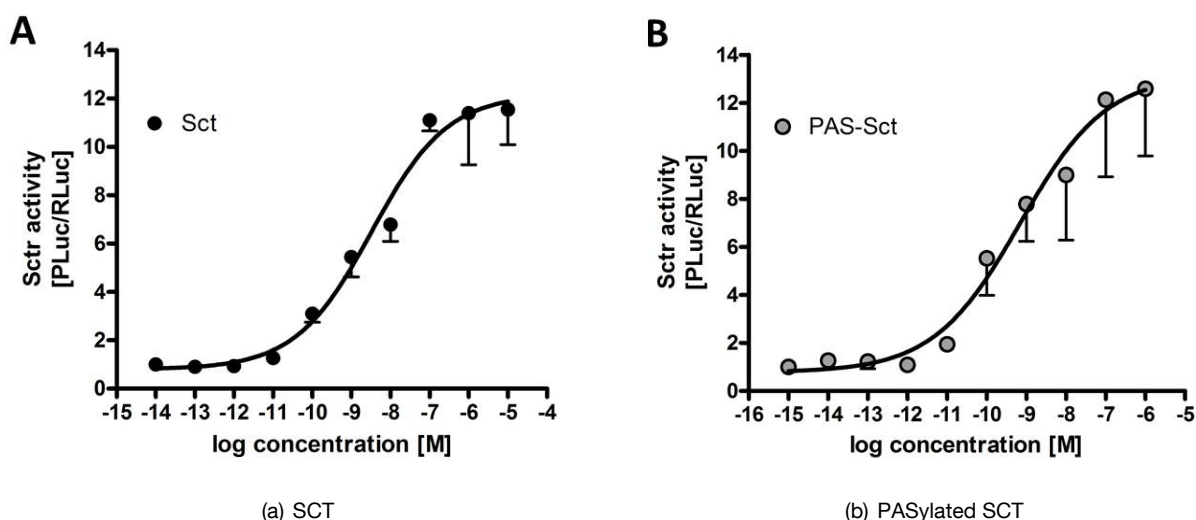 A
14
12
10
8
6
4
2
0
Sctr activity
[PLuc/RLuc]
Sct
-15 -14 -13 -12 -11 -10 -9 -8 -7 -6 -5 -4
log concentration [M]
(a) SCT
B
14
12
10
8
6
4
2
0
Sctr activity
[PLuc/RLuc]
PAS-Sct
-16 -15 -14 -13 -12 -11 -10 -9 -8 -7 -6 -5
log concentration [M]
(b) PASylated SCT